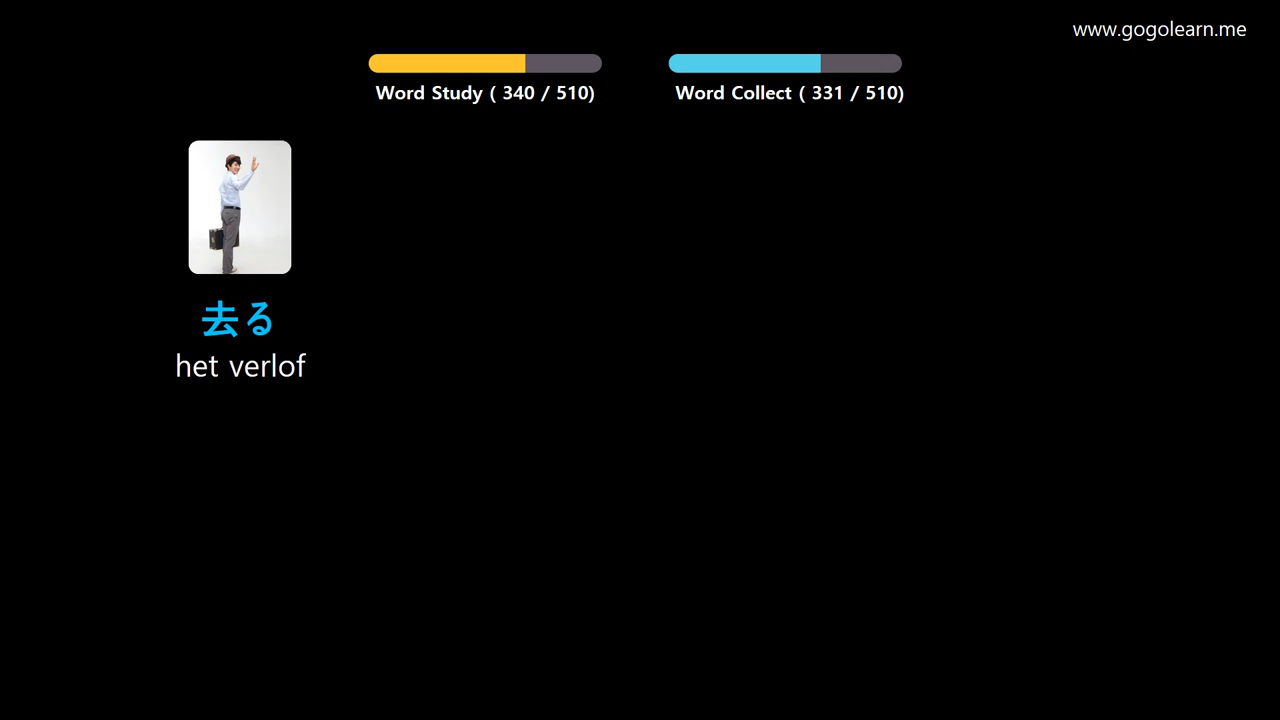 www.gogolearn.me
Word Study ( 340 / 510)
Word Collect ( 331 / 510)
去る
het verlof